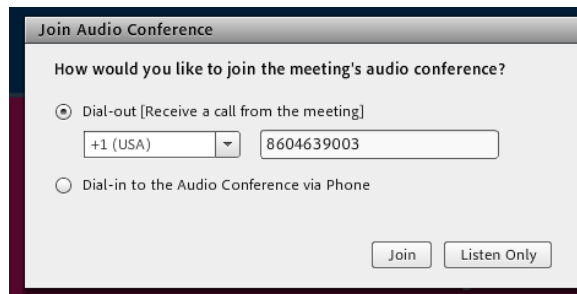 Join Audio Conference
How would you like to join the meeting's audio conference?
Dial-out [Receive a call from the meeting]
+1 (USA) 8604639003
Dial-in to the Audio Conference via Phone
Join Listen Only